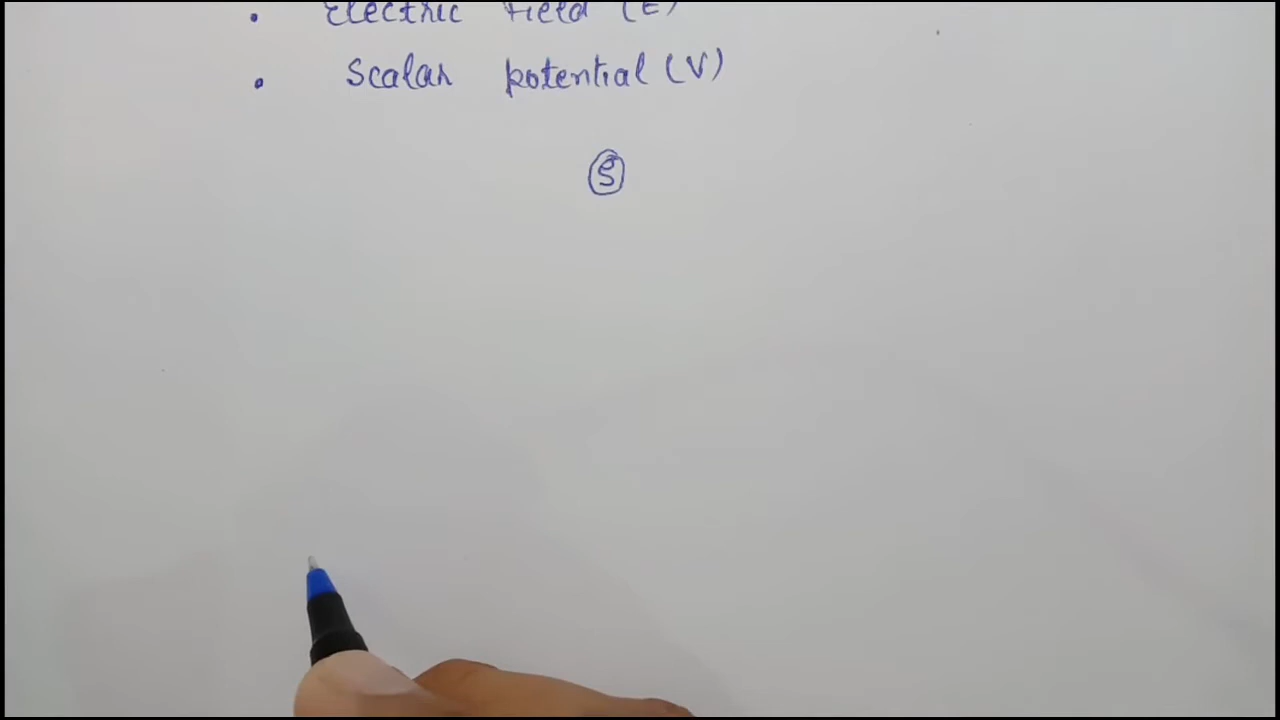 • Electric field (E)
• Scalar potential (V)